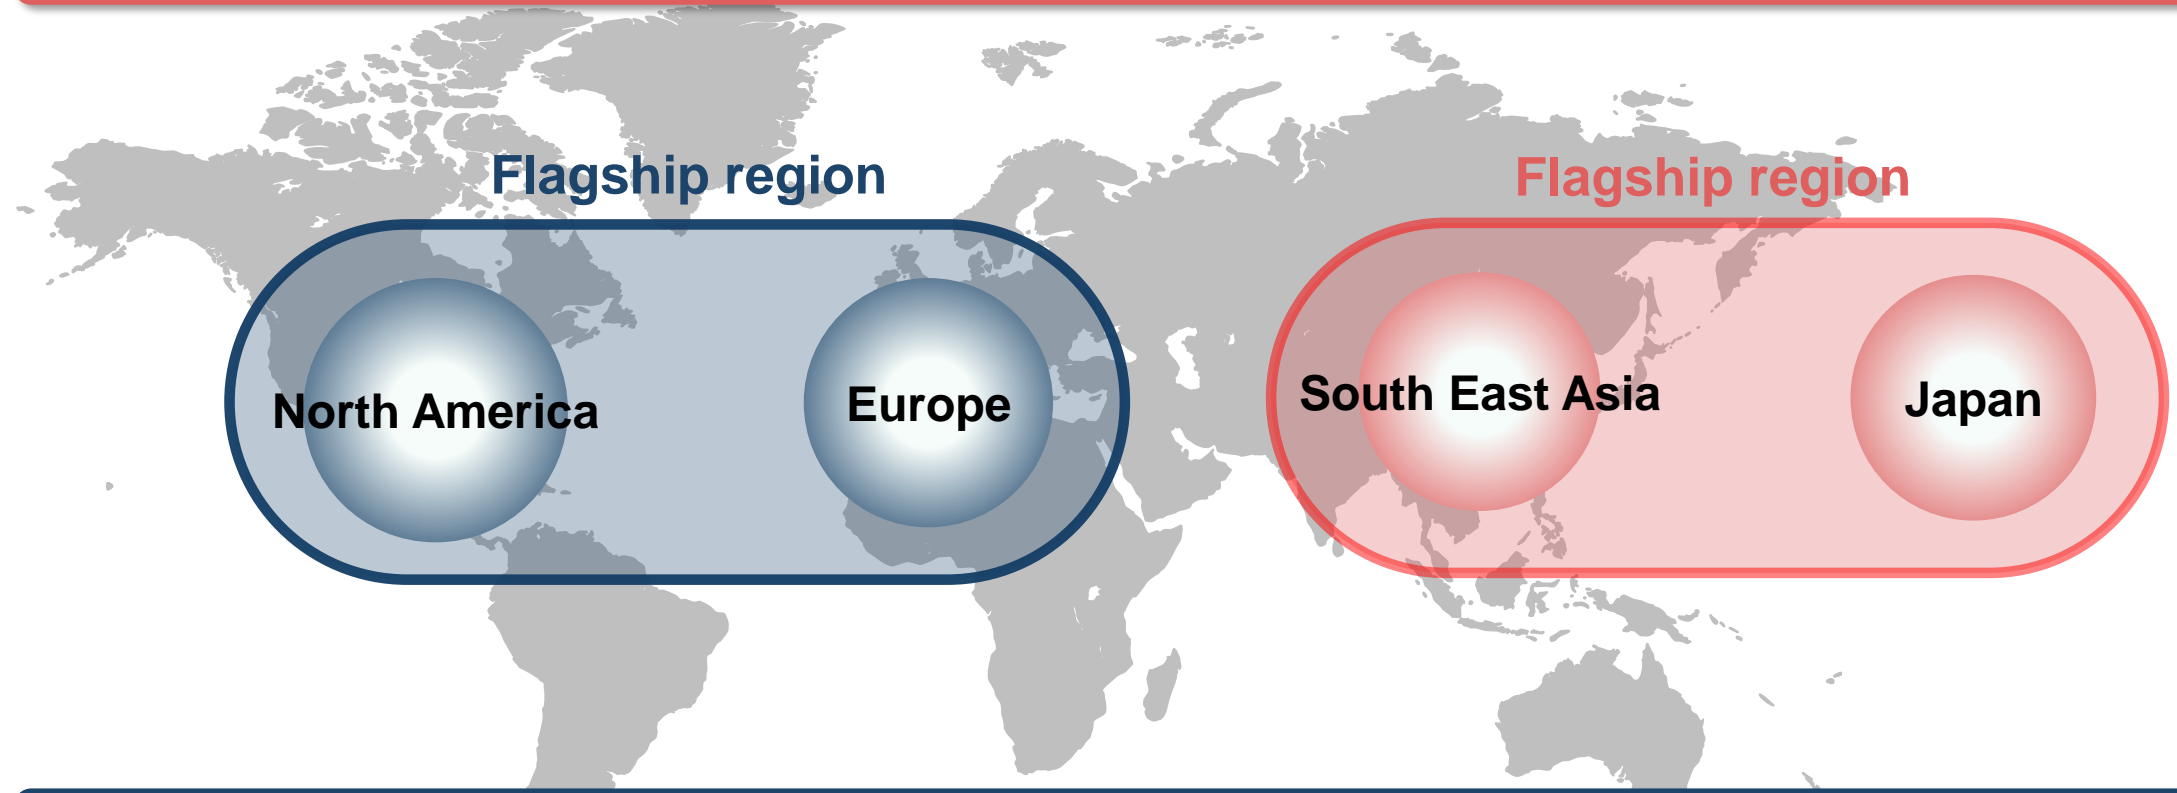 Flagship region
Flagship region
North America
Europe
South East Asia
Japan